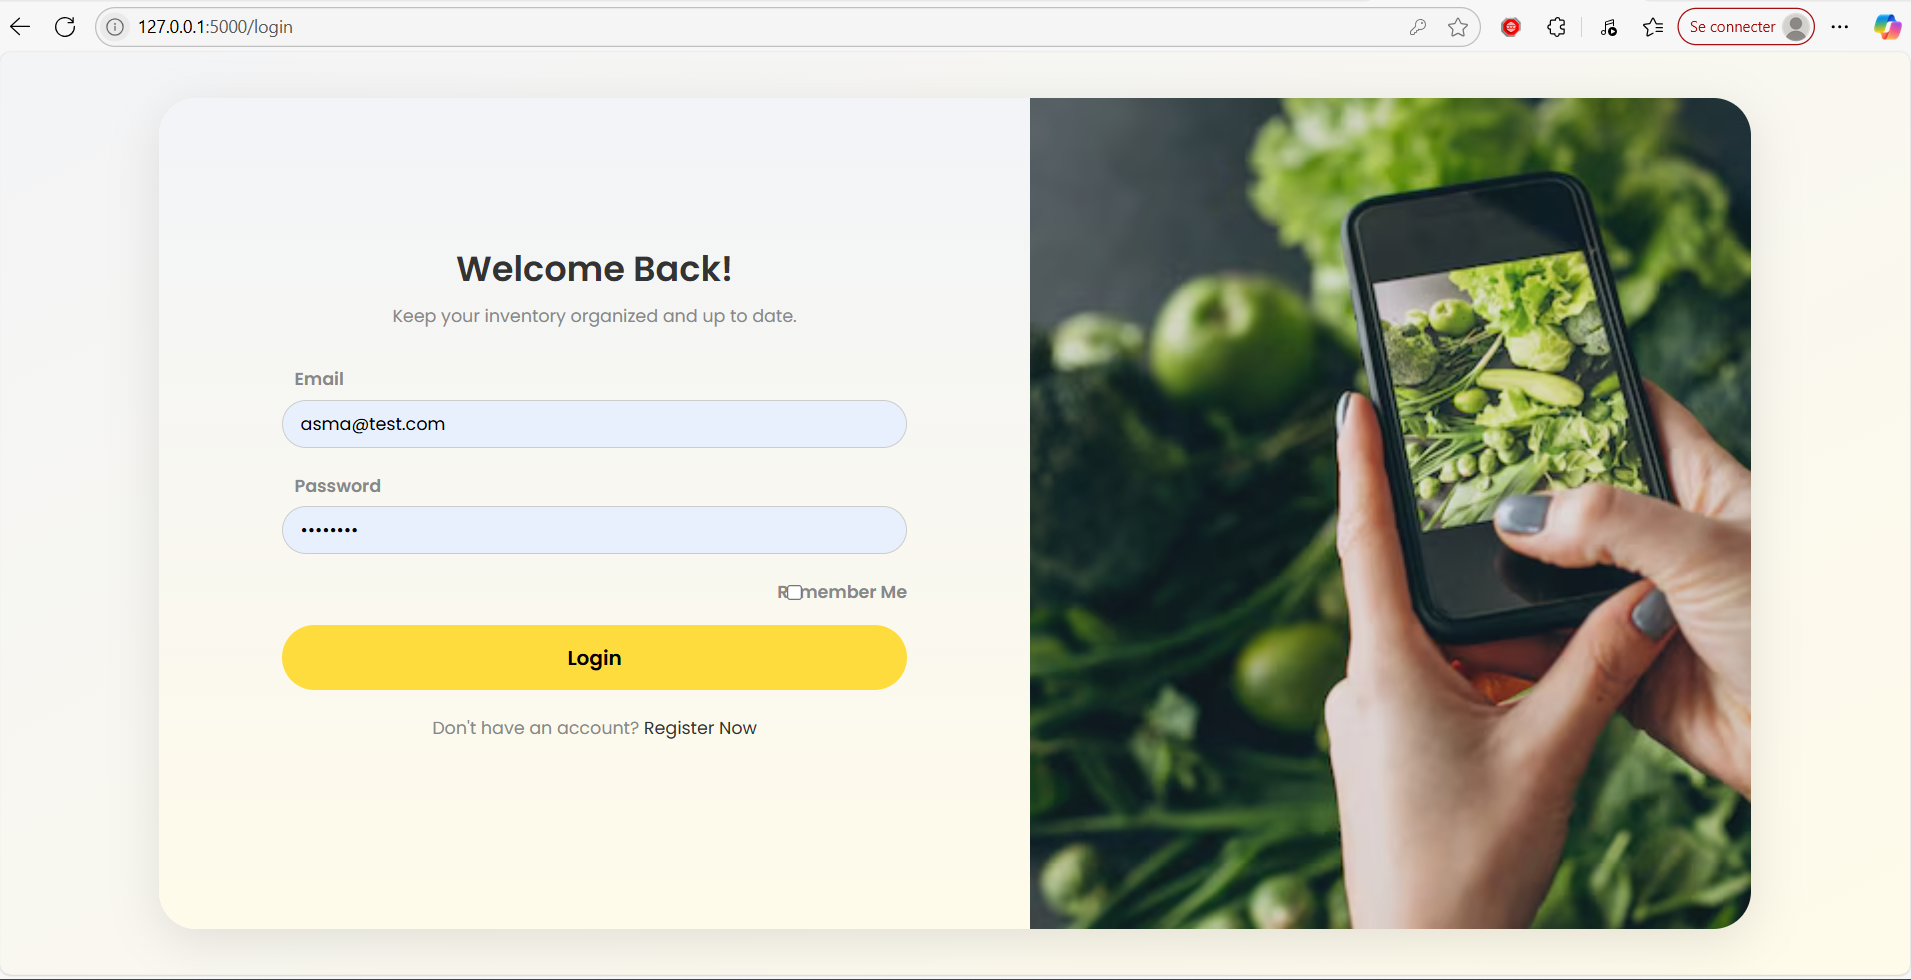 127.0.0.1:5000/login
Se connecter
Welcome Back!
Keep your inventory organized and up to date.
Email
asma@test.com
Password
Remember Me
Login
Don't have an account? Register Now